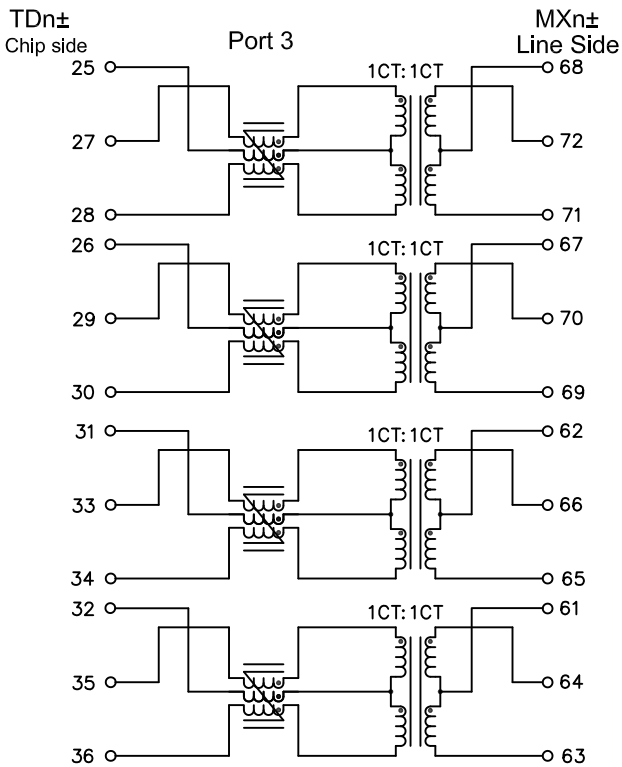 TDn± Port 3 MXn±
Chip side Line Side
25 1CT:1CT 68
27 72
28 71
26 1CT:1CT 67
29 70
30 69
31 1CT:1CT 62
33 66
34 65
32 1CT:1CT 61
35 64
36 63